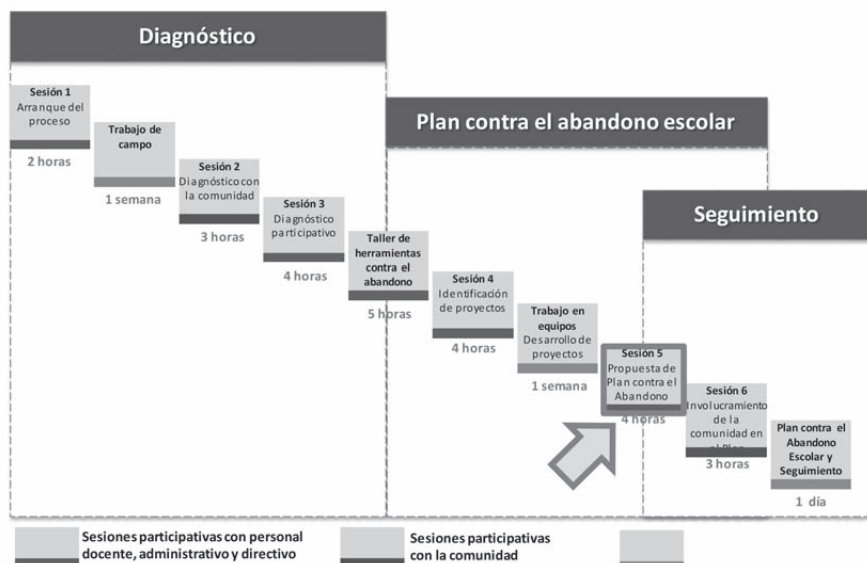 Diagnóstico
Sesión 1
Arranque del
proceso
2 horas
Trabajo de
campo
1 semana
Sesión 2
Diagnóstico con
la comunidad
3 horas
Sesión 3
Diagnóstico
participativo
4 horas
Plan contra el abandono escolar
Taller de
herramientas
contra el
abandono
5 horas
Sesión 4
Identificación
de proyectos
4 horas
Trabajo en
equipos
Desarrollo de
proyectos
1 semana
Seguimiento
Sesión 5
Propuesta de
Plan contra el
Abandono
4 horas
Sesión 6
Involucramiento
de la
comunidad en
el Plan
3 horas
Plan contra el
Abandono
Escolar y
Seguimiento
1 día
Sesiones participativas con personal
docente, administrativo y directivo
Sesiones participativas
con la comunidad